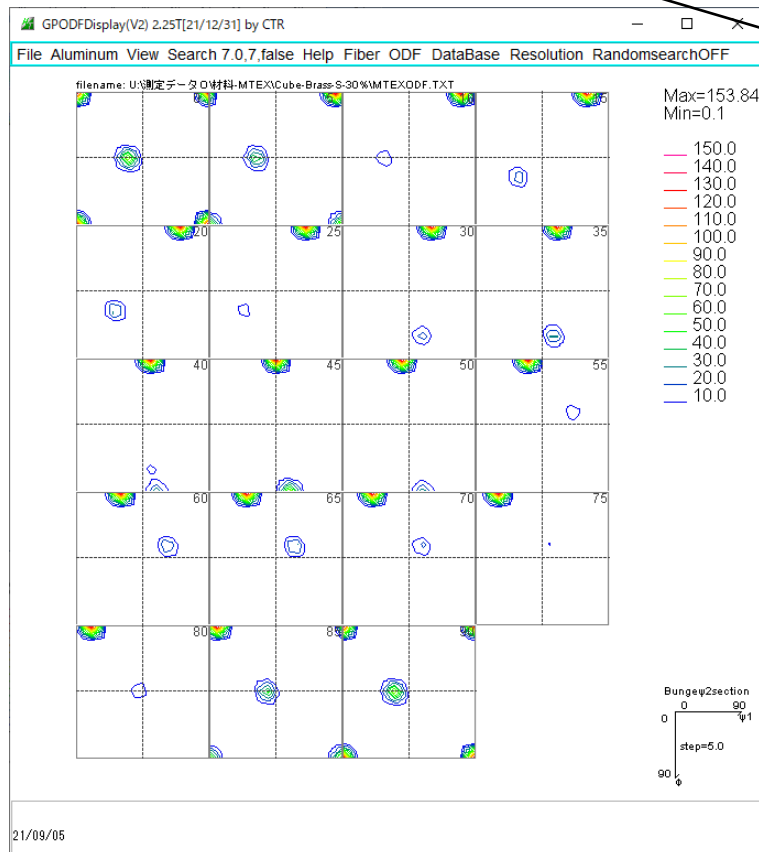 GPODFDisplay(V2) 2.25T[21/12/31] by CTR
File Aluminum View Search 7.0,7,false Help Fiber ODF DataBase Resolution RandomsearchOFF
filename: U:\測定データ0\材料-MTEX\Cube-Brass-S-30%\MTEXODF.TXT
Max=153.84
Min=0.1
150.0
140.0
130.0
120.0
110.0
100.0
90.0
80.0
70.0
60.0
50.0
40.0
30.0
20.0
10.0
20 25 30 35
40 45 50 55
60 65 70 75
80 85 90
Bungeψ2section
0 90
0 ψ1
step=5.0
90 Φ
21/09/05